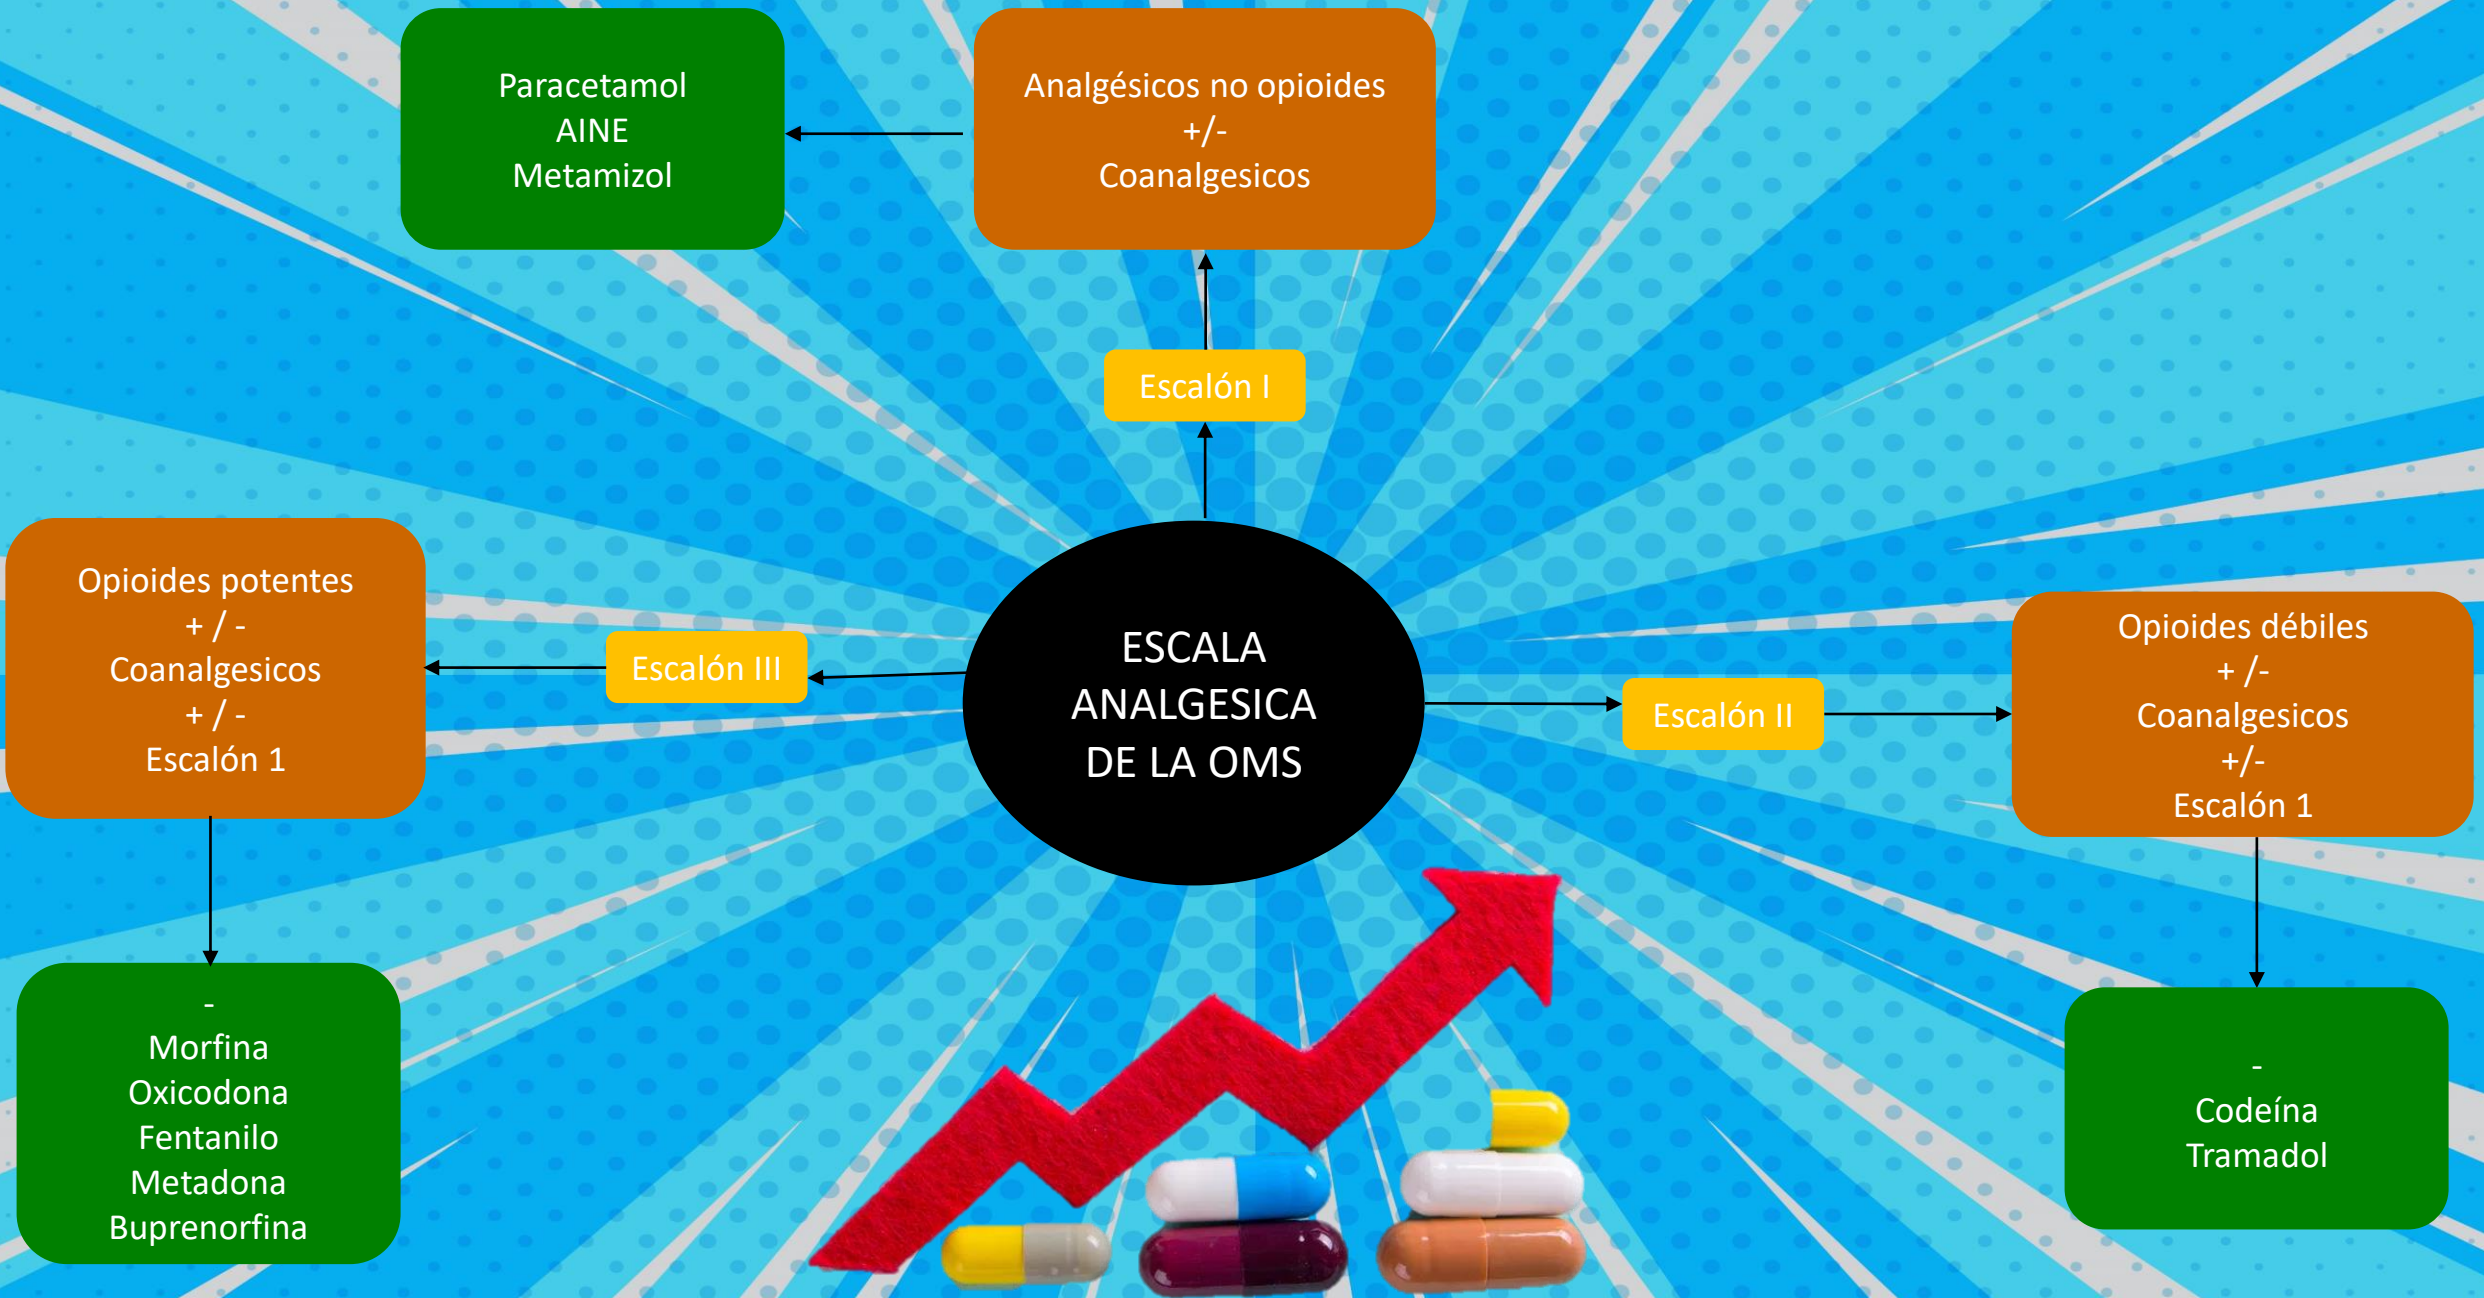 Paracetamol
AINE
Metamizol
Analgésicos no opioides
+/-
Coanalgesicos
Escalón I
Opioides potentes
+ / -
Coanalgesicos
+ / -
Escalón 1
Escalón III
ESCALA
ANALGESICA
DE LA OMS
Escalón II
Opioides débiles
+ /-
Coanalgesicos
+/-
Escalón 1
-
Morfina
Oxicodona
Fentanilo
Metadona
Buprenorfina
-
Codeína
Tramadol